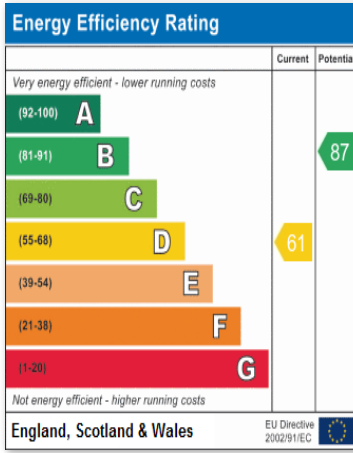 Energy Efficiency Rating
Current Potential
Very energy efficient - lower running costs
(92-100) A
(81-91) B
87
(69-80) C
(55-68) D
61
(39-54) E
(21-38) F
(1-20) G
Not energy efficient - higher running costs
England, Scotland & Wales
EU Directive
2002/91/EC